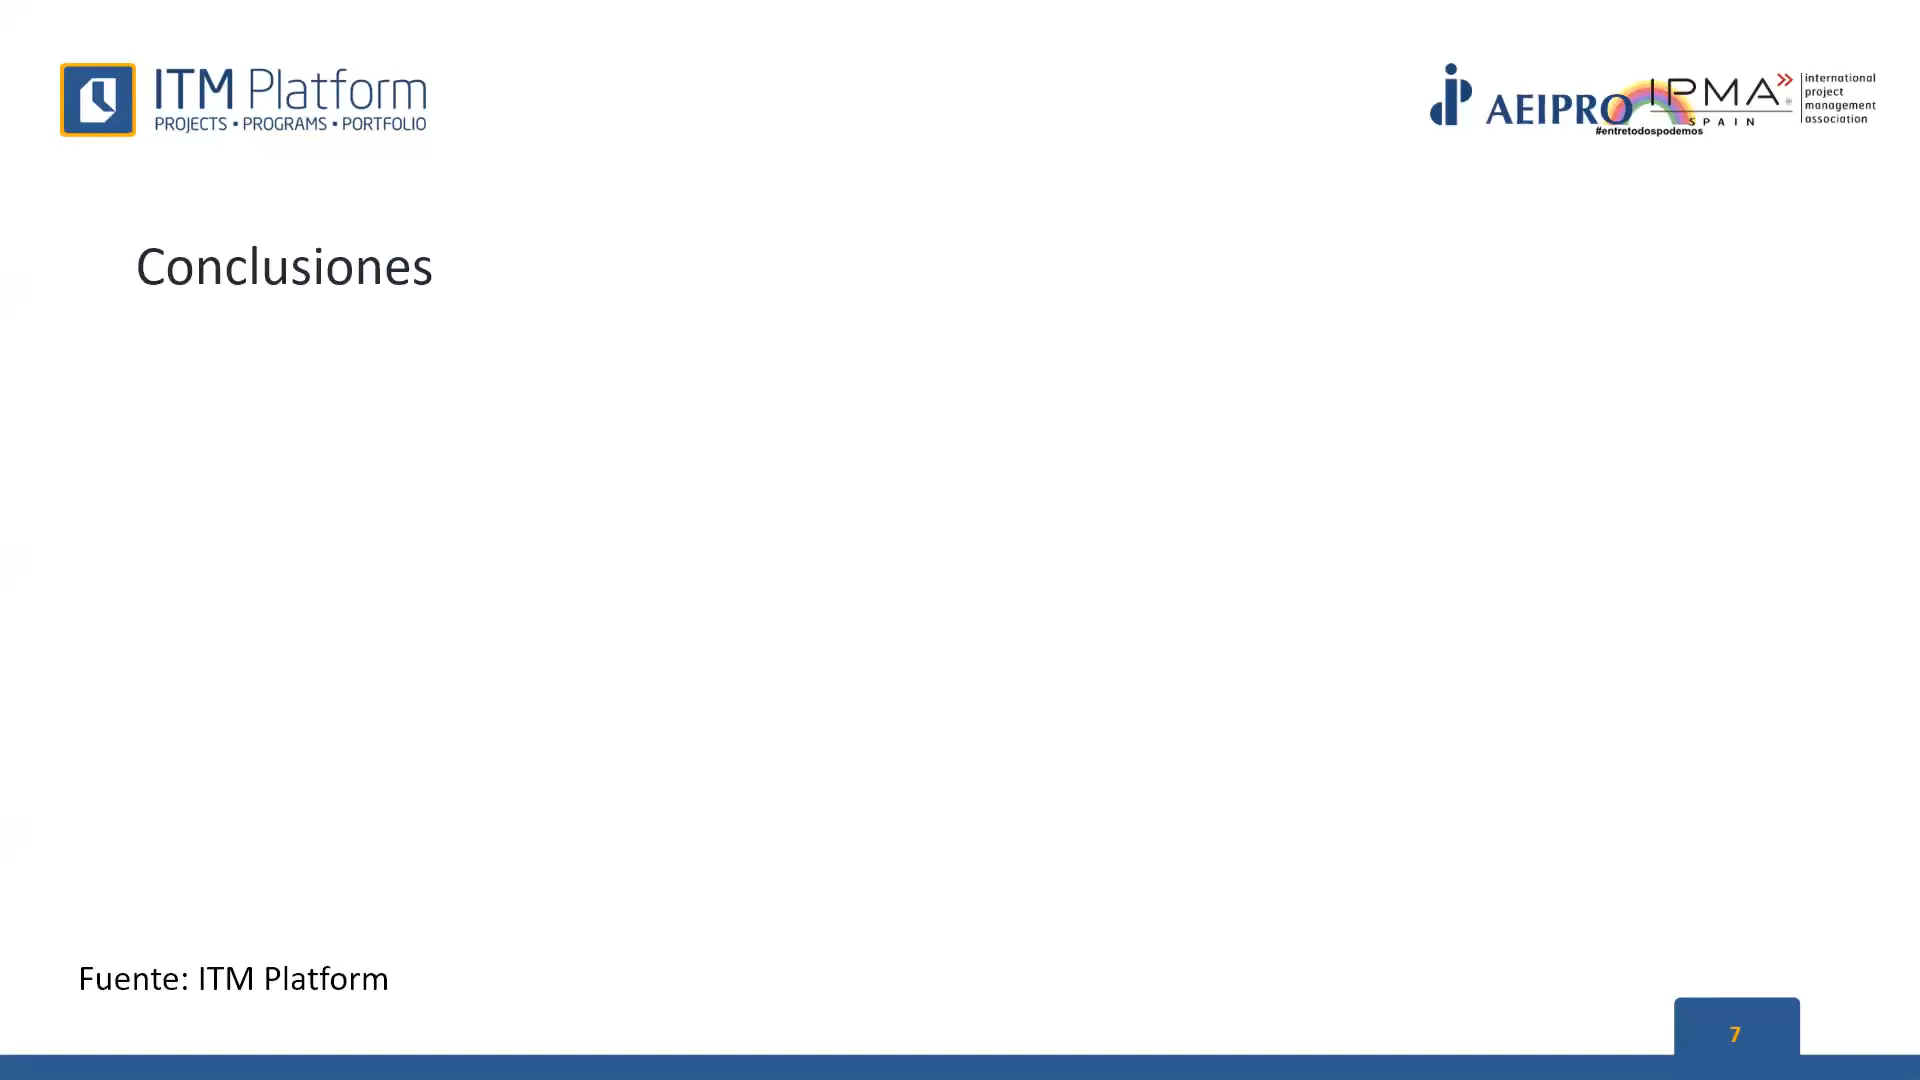 ITM Platform
PROJECTS ▪ PROGRAMS ▪ PORTFOLIO
AEIPRO
#entretodospodemos
IPMA®
SPAIN
international
project
management
association
Conclusiones
Fuente: ITM Platform
7